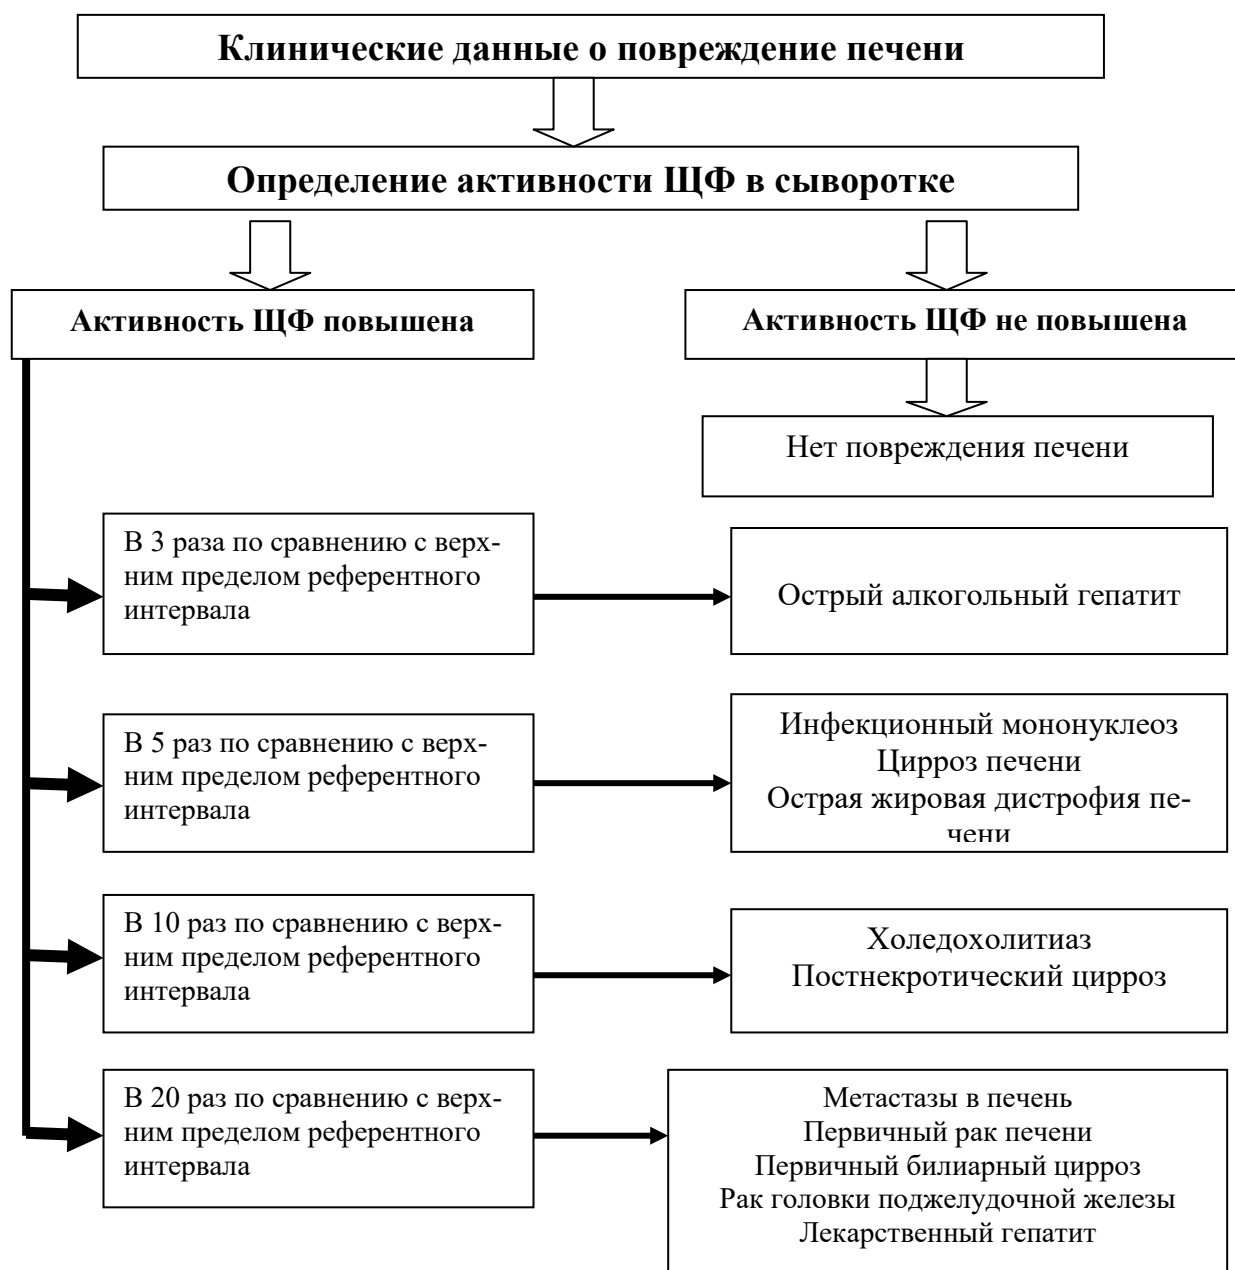 Клинические данные о повреждение печени
Определение активности ЩФ в сыворотке
Активность ЩФ повышена
Активность ЩФ не повышена
Нет повреждения печени
В 3 раза по сравнению с верх-
ним пределом референтного
интервала
Острый алкогольный гепатит
В 5 раз по сравнению с верх-
ним пределом референтного
интервала
Инфекционный мононуклеоз
Цирроз печени
Острая жировая дистрофия пе-
чени
В 10 раз по сравнению с верх-
ним пределом референтного
интервала
Холедохолитиаз
Постнекротический цирроз
В 20 раз по сравнению с верх-
ним пределом референтного
интервала
Метастазы в печень
Первичный рак печени
Первичный билиарный цирроз
Рак головки поджелудочной железы
Лекарственный гепатит